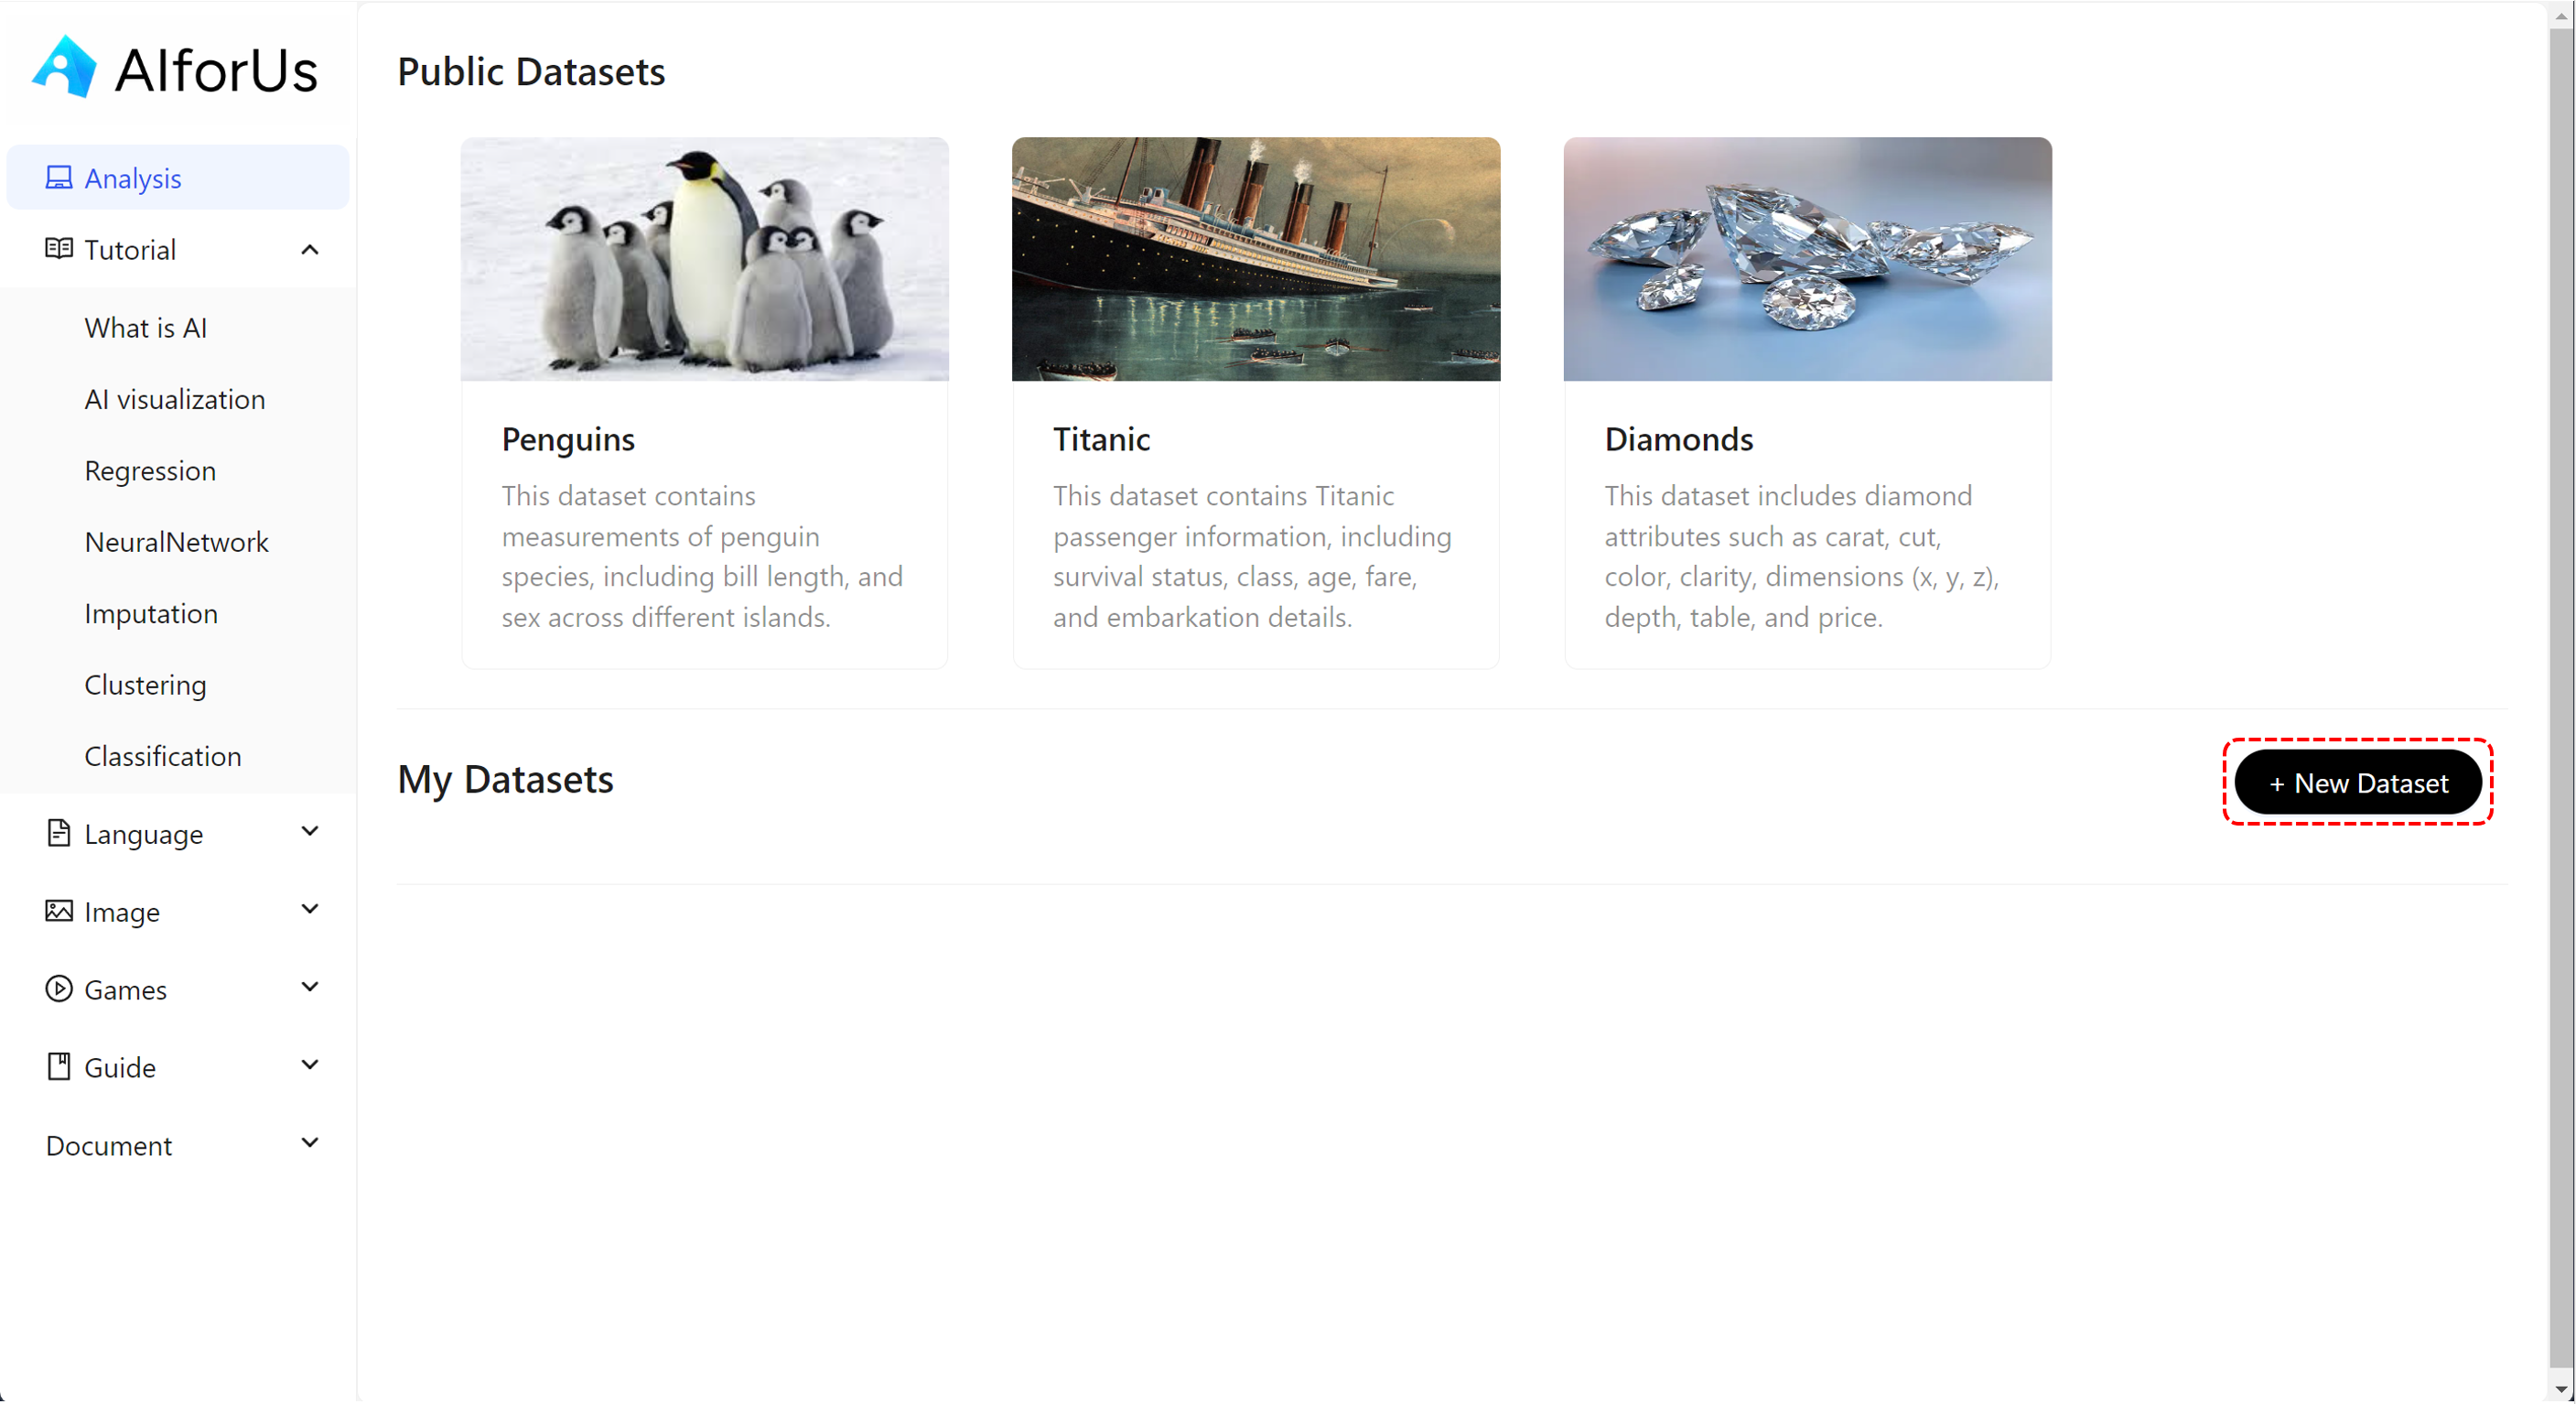 AIforUs
Analysis
Tutorial
What is AI
AI visualization
Regression
NeuralNetwork
Imputation
Clustering
Classification
Language
Image
Games
Guide
Document
Public Datasets
Penguins
This dataset contains
measurements of penguin
species, including bill length, and
sex across different islands.
Titanic
This dataset contains Titanic
passenger information, including
survival status, class, age, fare,
and embarkation details.
Diamonds
This dataset includes diamond
attributes such as carat, cut,
color, clarity, dimensions (x, y, z),
depth, table, and price.
My Datasets
+ New Dataset